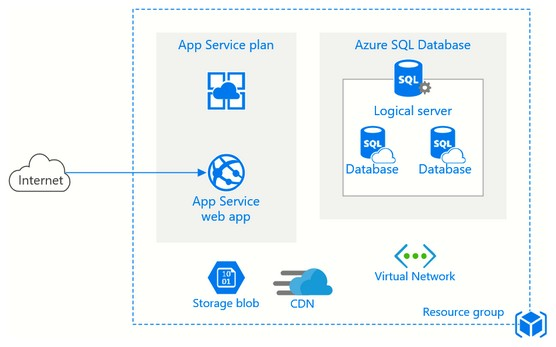 App Service plan
Azure SQL Database
SQL
Logical server
SQL
SQL
Database
Database
Internet
App Service
web app
Virtual Network
10
01
Storage blob
CDN
Resource group